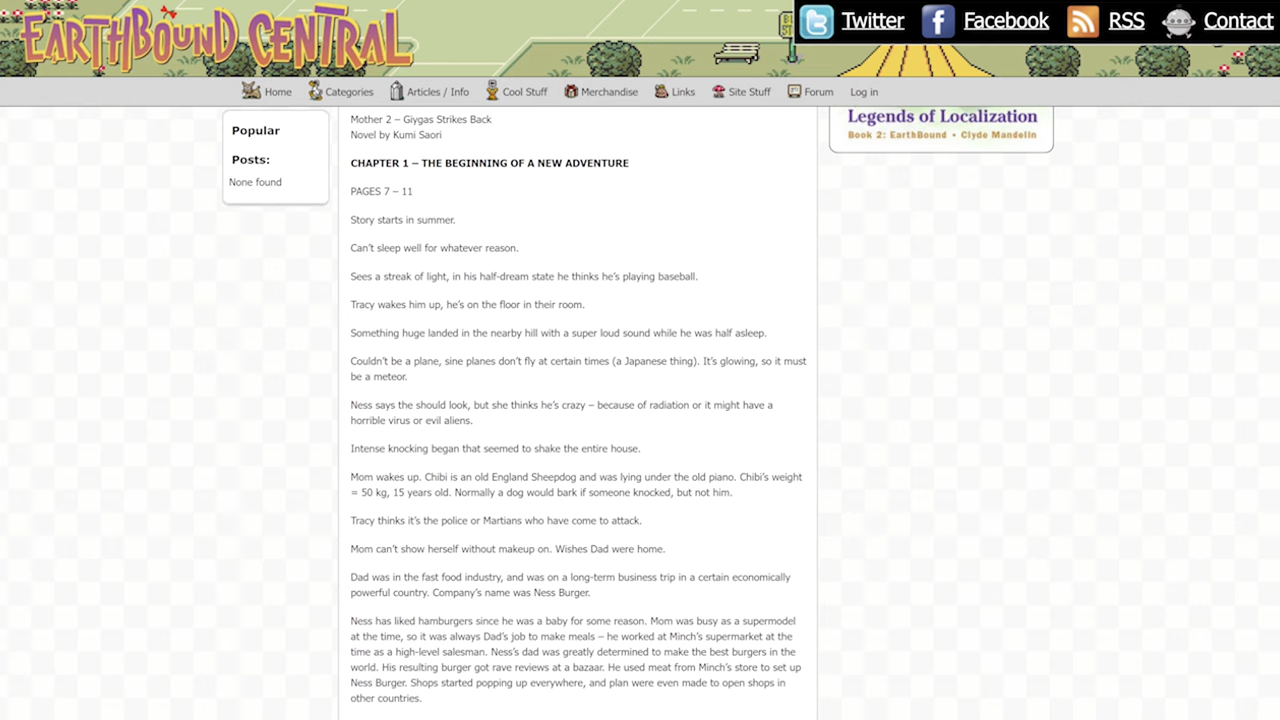 EARTHBOUND CENTRAL
Twitter
Facebook
RSS
Contact
Home
Categories
Articles / Info
Cool Stuff
Merchandise
Links
Site Stuff
Forum
Log in
Popular
Posts:
None found
Mother 2 – Giygas Strikes Back
Novel by Kumi Saori
CHAPTER 1 – THE BEGINNING OF A NEW ADVENTURE
PAGES 7 – 11
Story starts in summer.
Can't sleep well for whatever reason.
Sees a streak of light, in his half-dream state he thinks he's playing baseball.
Tracy wakes him up, he's on the floor in their room.
Something huge landed in the nearby hill with a super loud sound while he was half asleep.
Couldn't be a plane, sine planes don't fly at certain times (a Japanese thing). It's glowing, so it must
be a meteor.
Ness says the should look, but she thinks he's crazy – because of radiation or it might have a
horrible virus or evil aliens.
Intense knocking began that seemed to shake the entire house.
Mom wakes up. Chibi is an old England Sheepdog and was lying under the old piano. Chibi's weight
= 50 kg, 15 years old. Normally a dog would bark if someone knocked, but not him.
Tracy thinks it's the police or Martians who have come to attack.
Mom can't show herself without makeup on. Wishes Dad were home.
Dad was in the fast food industry, and was on a long-term business trip in a certain economically
powerful country. Company's name was Ness Burger.
Ness has liked hamburgers since he was a baby for some reason. Mom was busy as a supermodel
at the time, so it was always Dad's job to make meals – he worked at Minch's supermarket at the
time as a high-level salesman. Ness's dad was greatly determined to make the best burgers in the
world. His resulting burger got rave reviews at a bazaar. He used meat from Minch's store to set up
Ness Burger. Shops started popping up everywhere, and plan were even made to open shops in
other countries.
Legends of Localization
Book 2: EarthBound • Clyde Mandelin